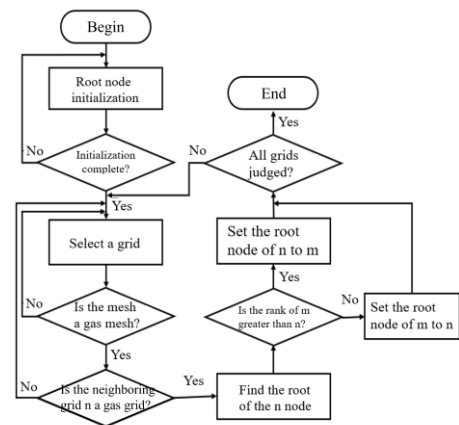 Begin
Root node
initialization
No
Initialization
complete?
Yes
Select a grid
No
Is the mesh
a gas mesh?
Yes
No
Is the neighboring
grid n a gas grid?
Yes
Find the root
of the n node
Is the rank of m
greater than n?
No
Set the root
node of m to n
Yes
Set the root
node of n to m
All grids
judged?
No
Yes
End